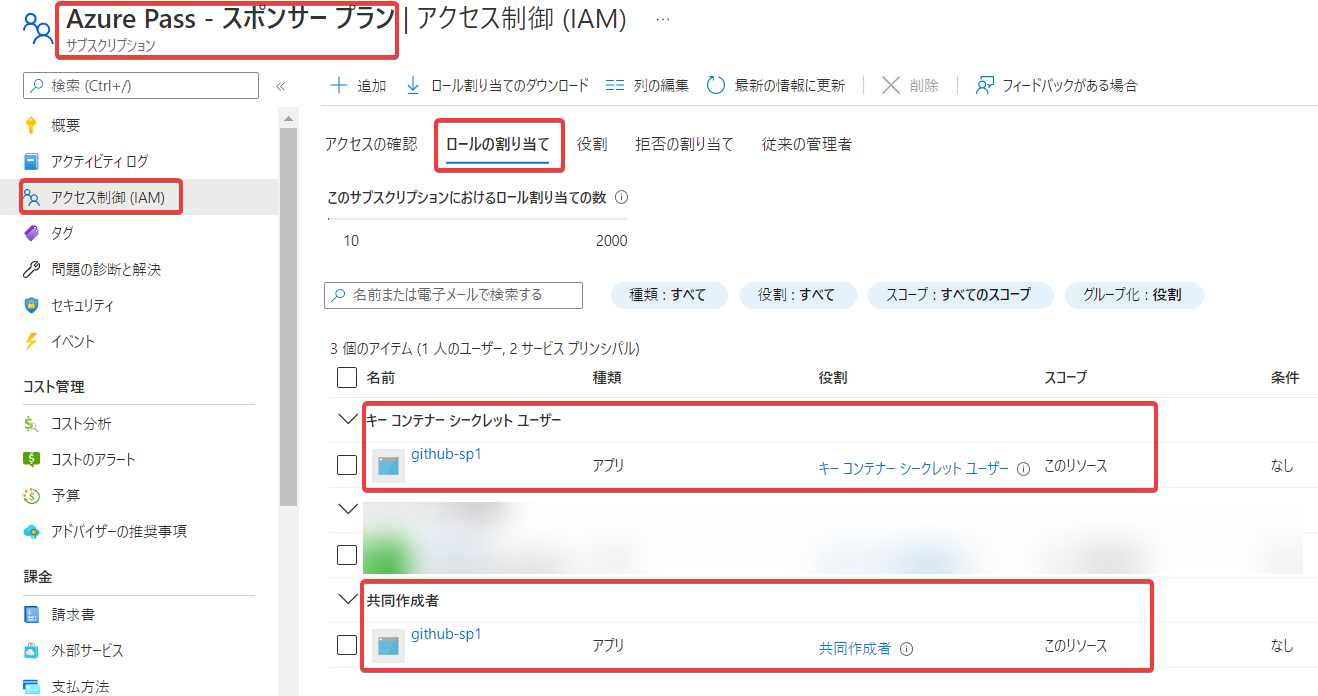 Azure Pass - スポンサー プラン | アクセス制御 (IAM) …
サブスクリプション
検索 (Ctrl+/) «
追加 ロール割り当てのダウンロード 列の編集 最新の情報に更新 削除 フィードバックがある場合
概要
アクティビティ ログ
アクセス制御 (IAM)
タグ
問題の診断と解決
セキュリティ
イベント
コスト管理
コスト分析
コストのアラート
予算
アドバイザーの推奨事項
課金
請求書
外部サービス
支払方法
アクセスの確認 ロールの割り当て 役割 拒否の割り当て 従来の管理者
このサブスクリプションにおけるロール割り当ての数
10 2000
名前または電子メールで検索する 種類 : すべて 役割 : すべて スコープ : すべてのスコープ グループ化 : 役割
3 個のアイテム (1 人のユーザー, 2 サービス プリンシパル)
名前 種類 役割 スコープ 条件
キー コンテナー シークレット ユーザー
github-sp1 アプリ キー コンテナー シークレット ユーザー このリソース なし
共同作成者
github-sp1 アプリ 共同作成者 このリソース なし